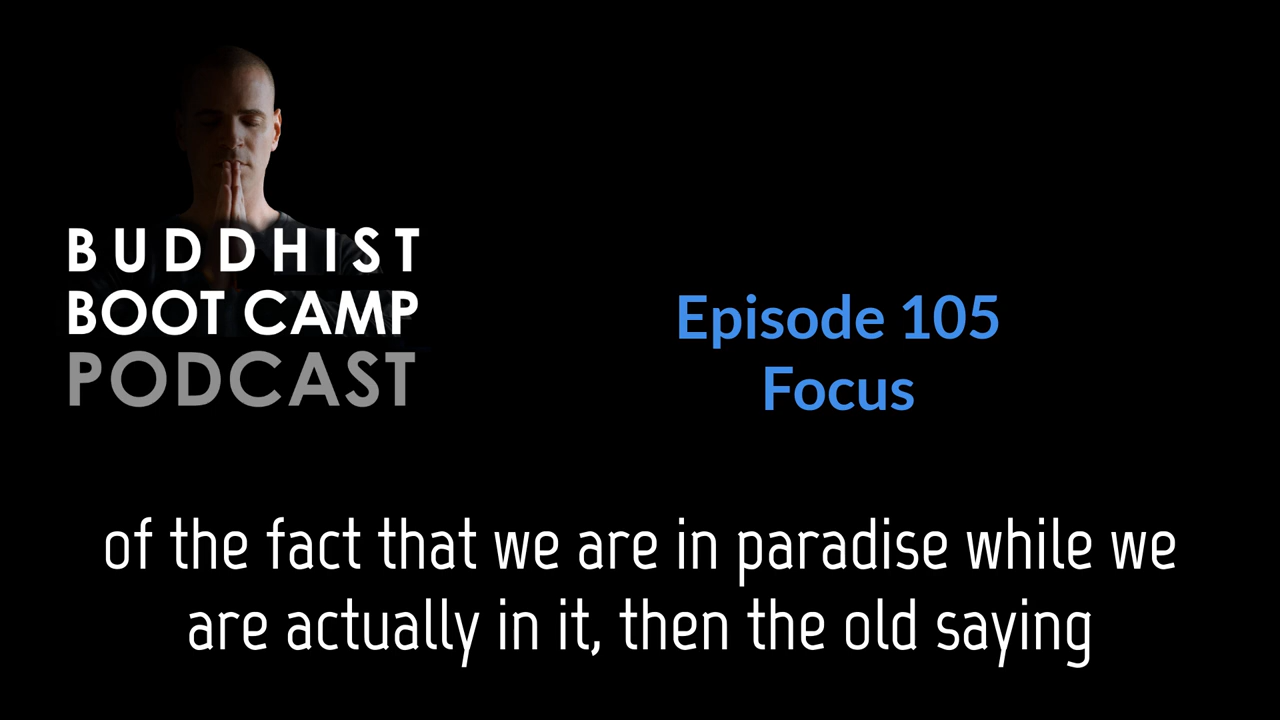 BUDDHIST
BOOT CAMP
PODCAST
Episode 105
Focus
of the fact that we are in paradise while we
are actually in it, then the old saying